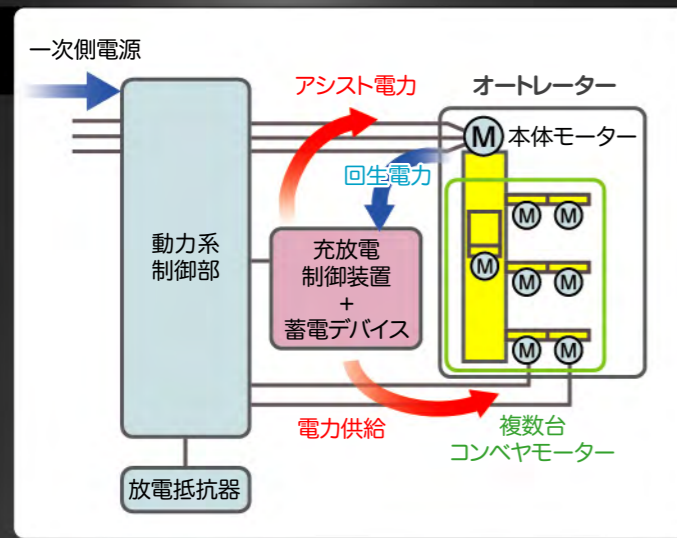 一次側電源
アシスト電力
オートレーター
M
本体モーター
回生電力
動力系
制御部
充放電
制御装置
+
蓄電デバイス
M M
M
M M
M M
電力供給
複数台
コンベヤモーター
放電抵抗器